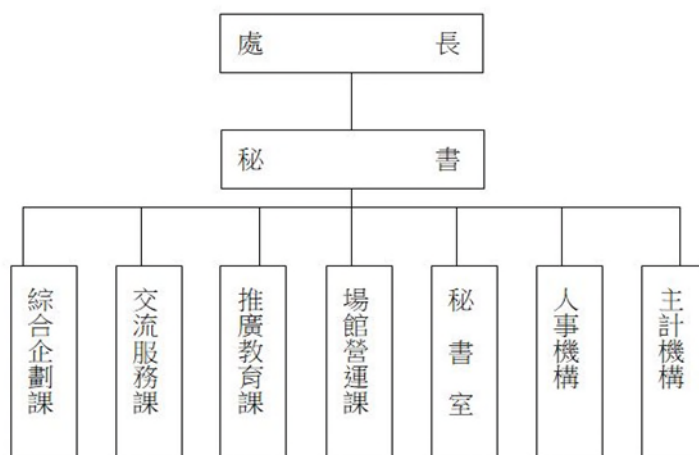 處長
秘書
綜合企劃課
交流服務課
推廣教育課
場館營運課
秘書室
人事機構
主計機構